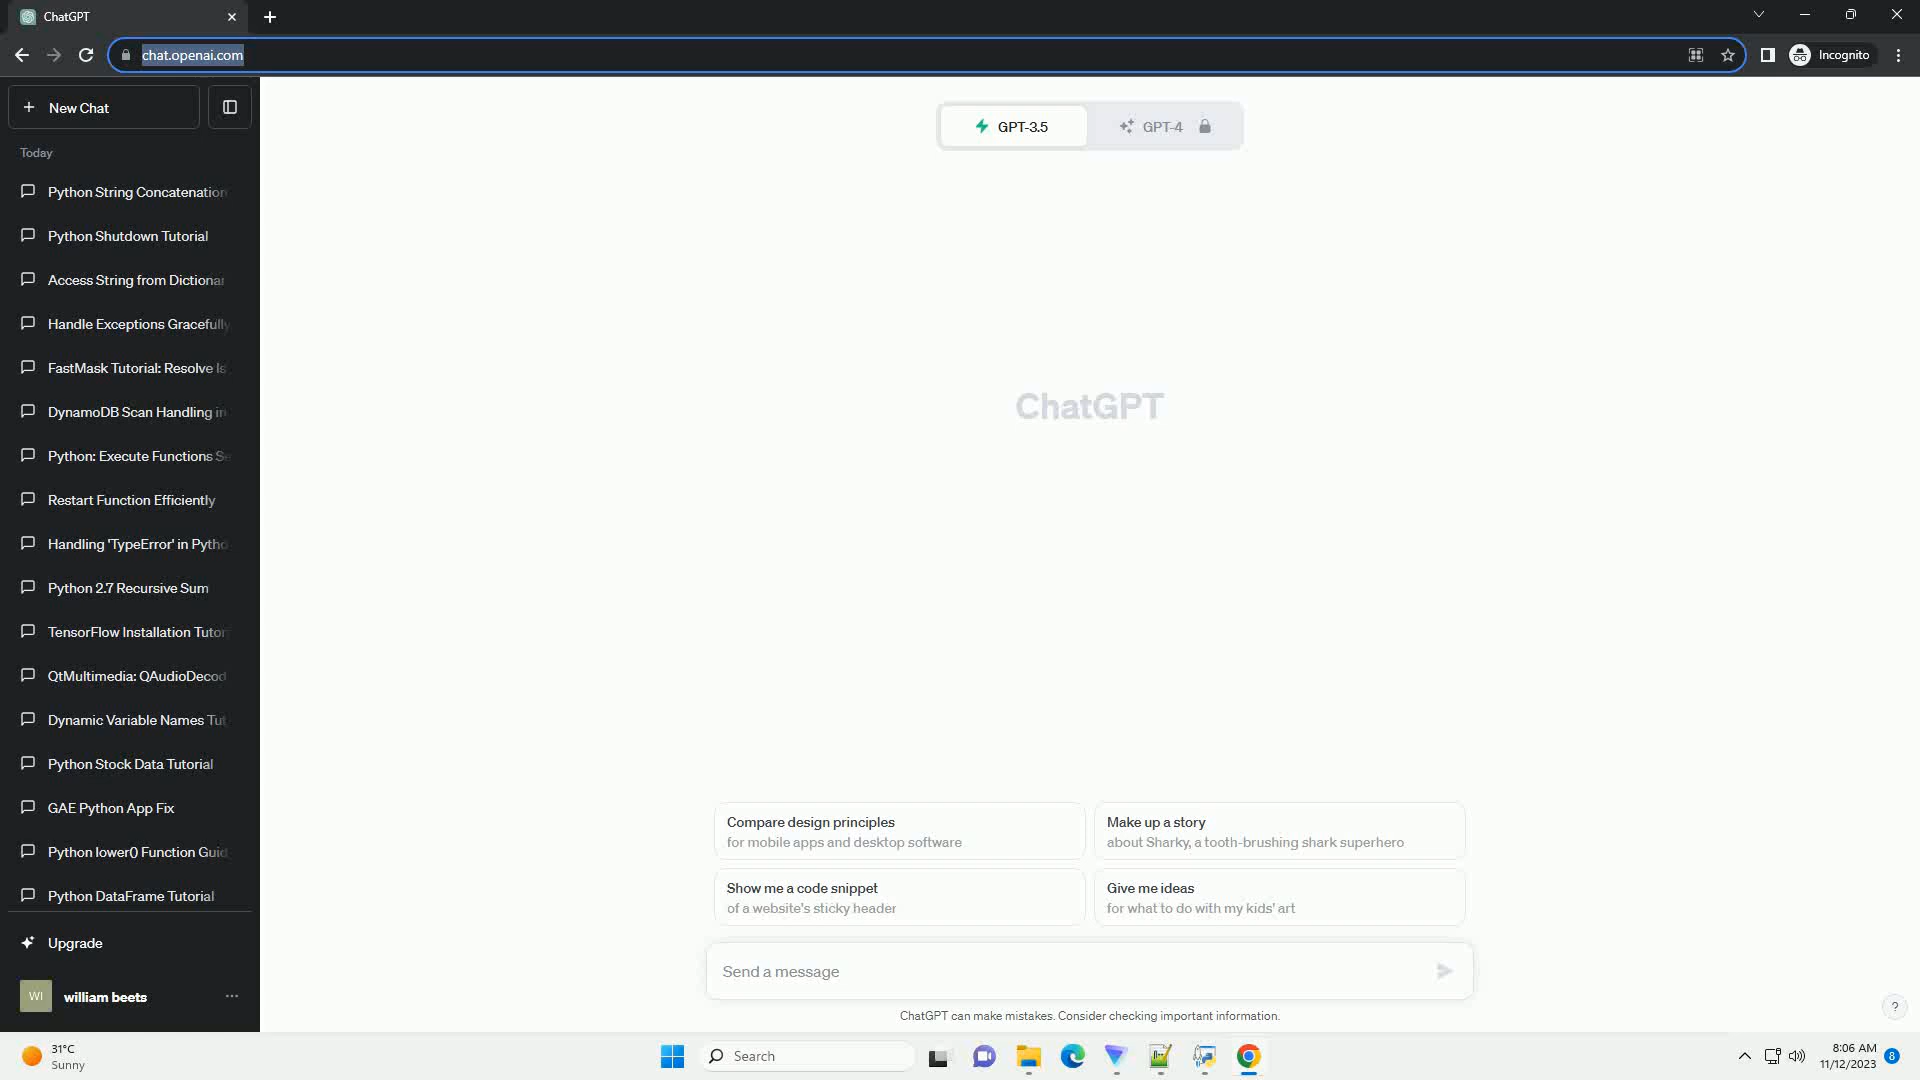 ChatGPT
chat.openai.com
Incognito
New Chat
GPT-3.5
GPT-4
Today
Python String Concatenation
Python Shutdown Tutorial
Access String from Dictionar
Handle Exceptions Gracefully
FastMask Tutorial: Resolve Is
DynamoDB Scan Handling in
Python: Execute Functions Se
Restart Function Efficiently
Handling 'TypeError' in Pytho
Python 2.7 Recursive Sum
TensorFlow Installation Tutor
QtMultimedia: QAudioDecod
Dynamic Variable Names Tut
Python Stock Data Tutorial
GAE Python App Fix
Python lower() Function Guid
Python DataFrame Tutorial
Upgrade
WI
william beets
ChatGPT
Compare design principles
for mobile apps and desktop software
Make up a story
about Sharky, a tooth-brushing shark superhero
Show me a code snippet
of a website's sticky header
Give me ideas
for what to do with my kids' art
Send a message
ChatGPT can make mistakes. Consider checking important information.
?
31°C
Sunny
Search
8:06 AM
11/12/2023
8